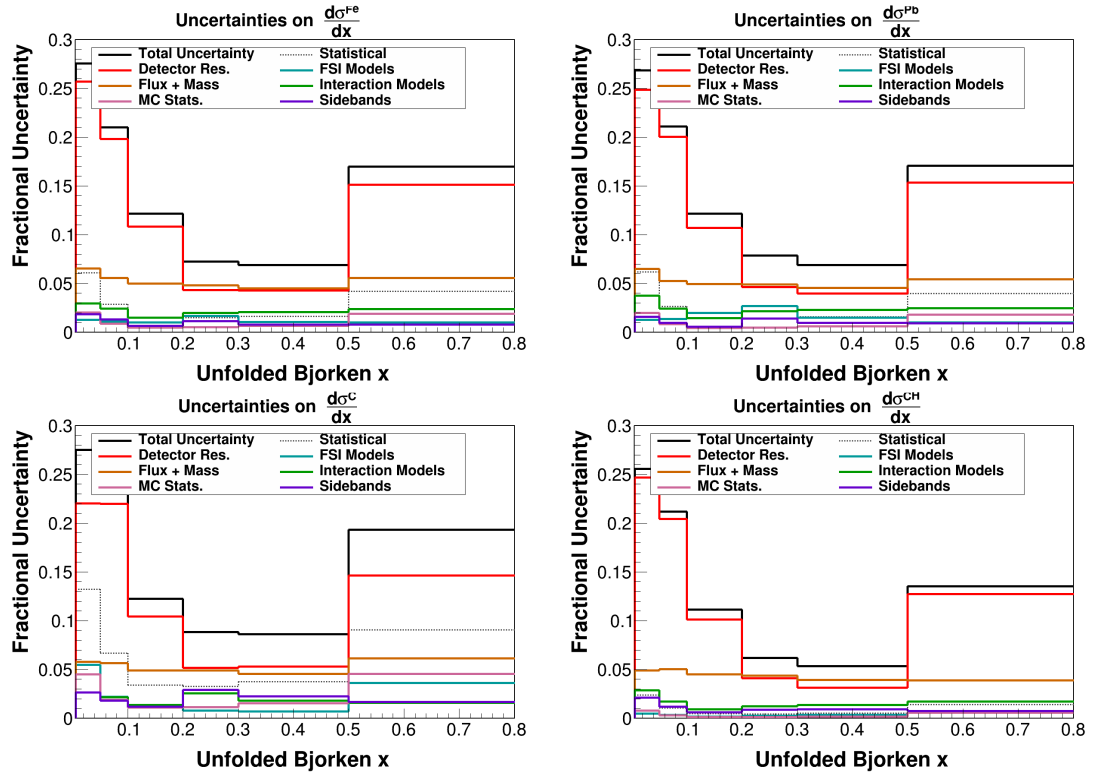 Uncertainties on dσ^Fe
dx
Fractional Uncertainty
0.3
0.25
0.2
0.15
0.1
0.05
0
Total Uncertainty
Detector Res.
Flux + Mass
MC Stats.
Statistical
FSI Models
Interaction Models
Sidebands
0.1 0.2 0.3 0.4 0.5 0.6 0.7 0.8
Unfolded Bjorken x
Uncertainties on dσ^Pb
dx
Fractional Uncertainty
0.3
0.25
0.2
0.15
0.1
0.05
0
Total Uncertainty
Detector Res.
Flux + Mass
MC Stats.
Statistical
FSI Models
Interaction Models
Sidebands
0.1 0.2 0.3 0.4 0.5 0.6 0.7 0.8
Unfolded Bjorken x
Uncertainties on dσ^C
dx
Fractional Uncertainty
0.3
0.25
0.2
0.15
0.1
0.05
0
Total Uncertainty
Detector Res.
Flux + Mass
MC Stats.
Statistical
FSI Models
Interaction Models
Sidebands
0.1 0.2 0.3 0.4 0.5 0.6 0.7 0.8
Unfolded Bjorken x
Uncertainties on dσ^CH
dx
Fractional Uncertainty
0.3
0.25
0.2
0.15
0.1
0.05
0
Total Uncertainty
Detector Res.
Flux + Mass
MC Stats.
Statistical
FSI Models
Interaction Models
Sidebands
0.1 0.2 0.3 0.4 0.5 0.6 0.7 0.8
Unfolded Bjorken x